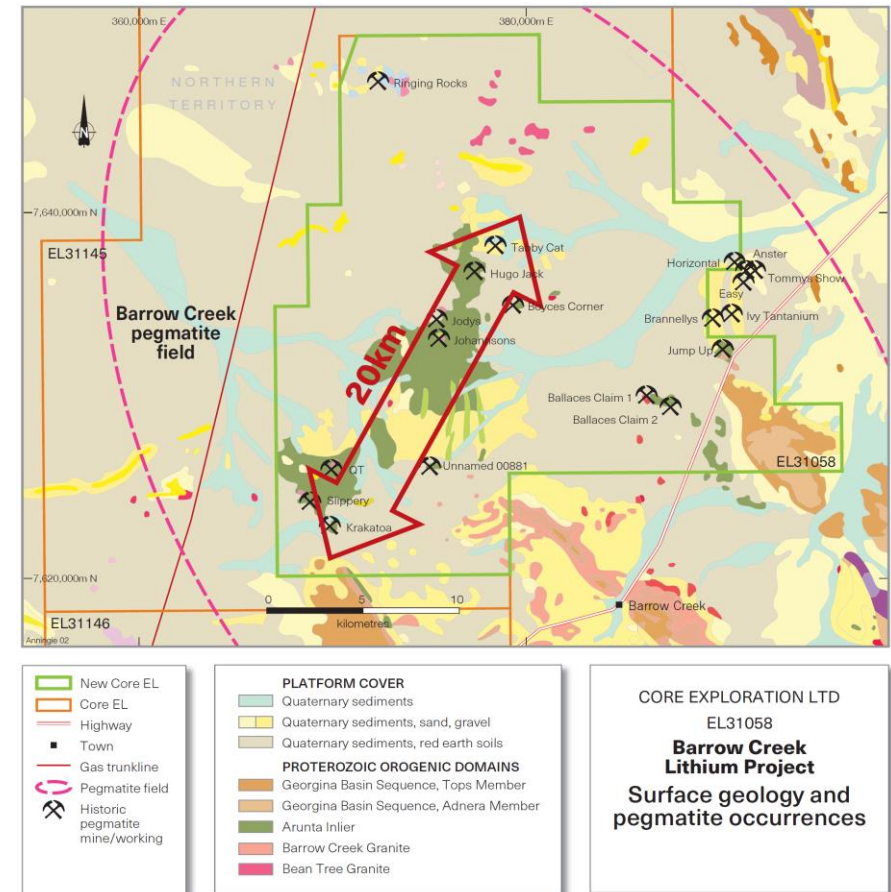 360,000m E
380,000m E
NORTHERN
TERRITORY
Ringing Rocks
N
7,640,000m N
EL31145
Tabby Cat
Hugo Jack
Boyces Corner
Jodys
Johannsons
20km
Barrow Creek
pegmatite
field
Horizontal
Anster
Tommys Show
Easy
Ivy Tantanium
Brannellys
Jump Up
Ballaces Claim 1
Ballaces Claim 2
EL31058
Unnamed 00881
OT
Slippery
Krakatoa
7,620,000m N
0 5 10
kilometres
Barrow Creek
EL31146
Anningie 02
New Core EL
Core EL
Highway
Town
Gas trunkline
Pegmatite field
Historic
pegmatite
mine/working
PLATFORM COVER
Quaternary sediments
Quaternary sediments, sand, gravel
Quaternary sediments, red earth soils
PROTEROZOIC OROGENIC DOMAINS
Georgina Basin Sequence, Tops Member
Georgina Basin Sequence, Adnera Member
Arunta Inlier
Barrow Creek Granite
Bean Tree Granite
CORE EXPLORATION LTD
EL31058
Barrow Creek
Lithium Project
Surface geology and
pegmatite occurrences